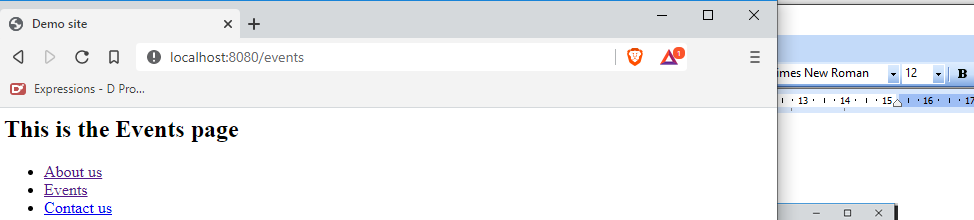 Demo site
localhost:8080/events
1
Expressions - D Pro...
This is the Events page
About us
Events
Contact us
imes New Roman
12
B
13 14 15 16 17